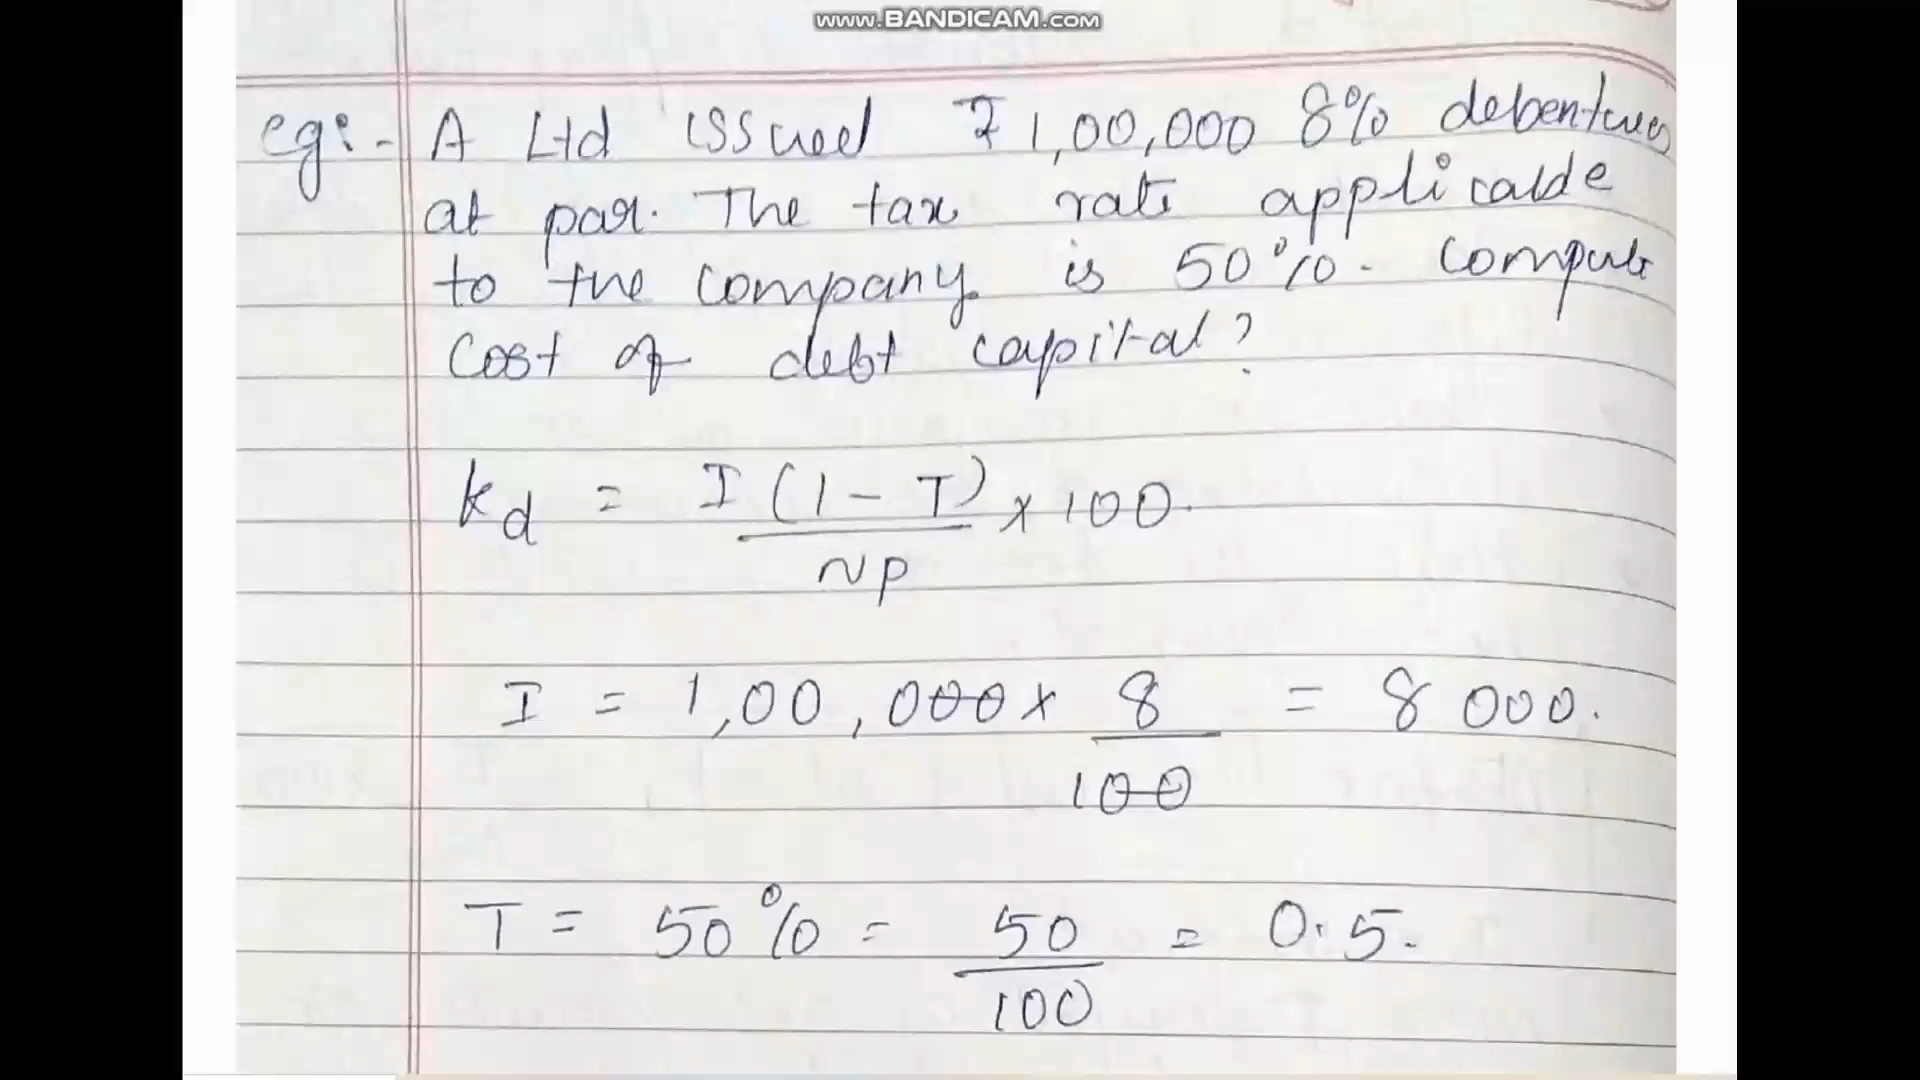 www.BANDICAM.com
eg:- A Ltd issued ₹1,00,000 8% debentures
at par. The tax rate applicable
to the company is 50%. Compute
Cost of debt capital?
Kd = I (1 - T) × 100.
NP
I = 1,00,000 × 8 = 8000.
100
T = 50% = 50 = 0.5.
100